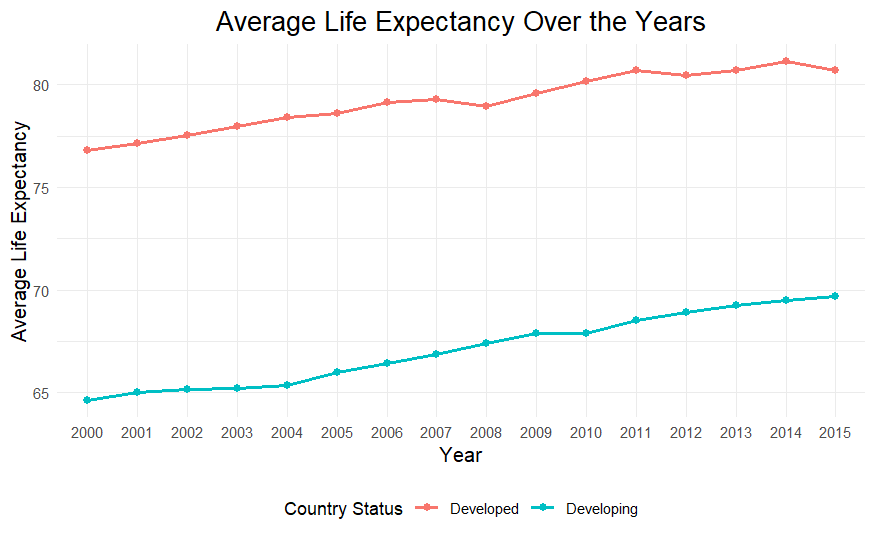 Average Life Expectancy Over the Years
Average Life Expectancy
80
75
70
65
2000 2001 2002 2003 2004 2005 2006 2007 2008 2009 2010 2011 2012 2013 2014 2015
Year
Country Status Developed Developing